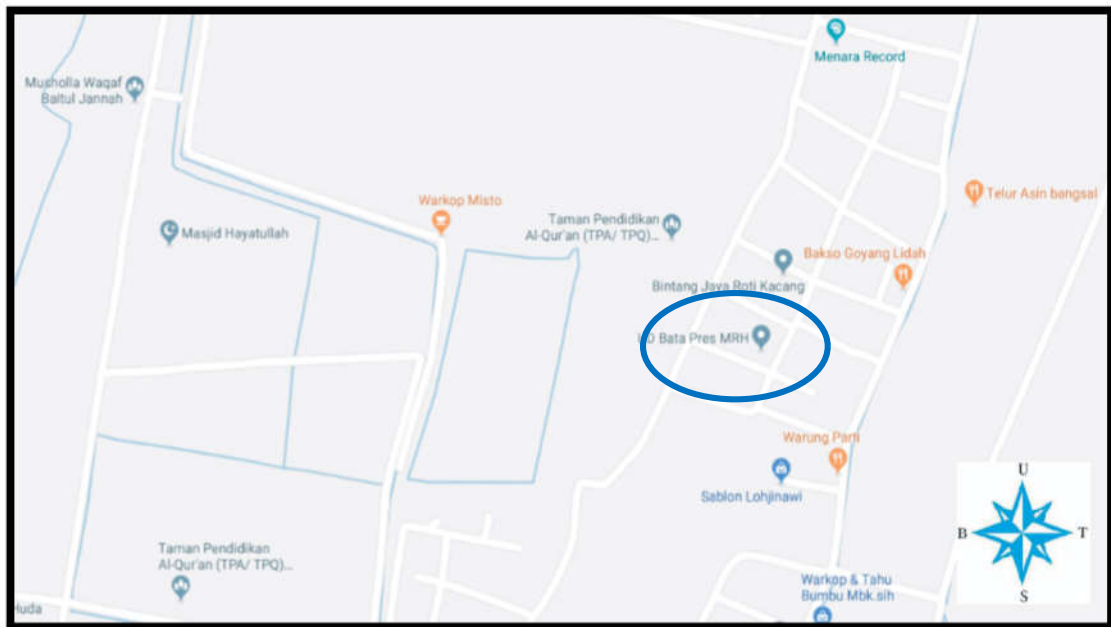 Menara Record
Musholla Waqaf
Baitul Jannah
Telur Asin bangsal
Warkop Misto
Taman Pendidikan
Al-Qur'an (TPA/ TPQ)...
Masjid Hayatullah
Bakso Goyang Lidah
Bintang Jaya Roti Kacang
Bata Pres MRH
Warung Parti
Sablon Lohjinawi
U
B
T
S
Taman Pendidikan
Al-Qur'an (TPA/ TPQ)...
Warkop & Tahu
Bumbu Mbk.sih
Huda